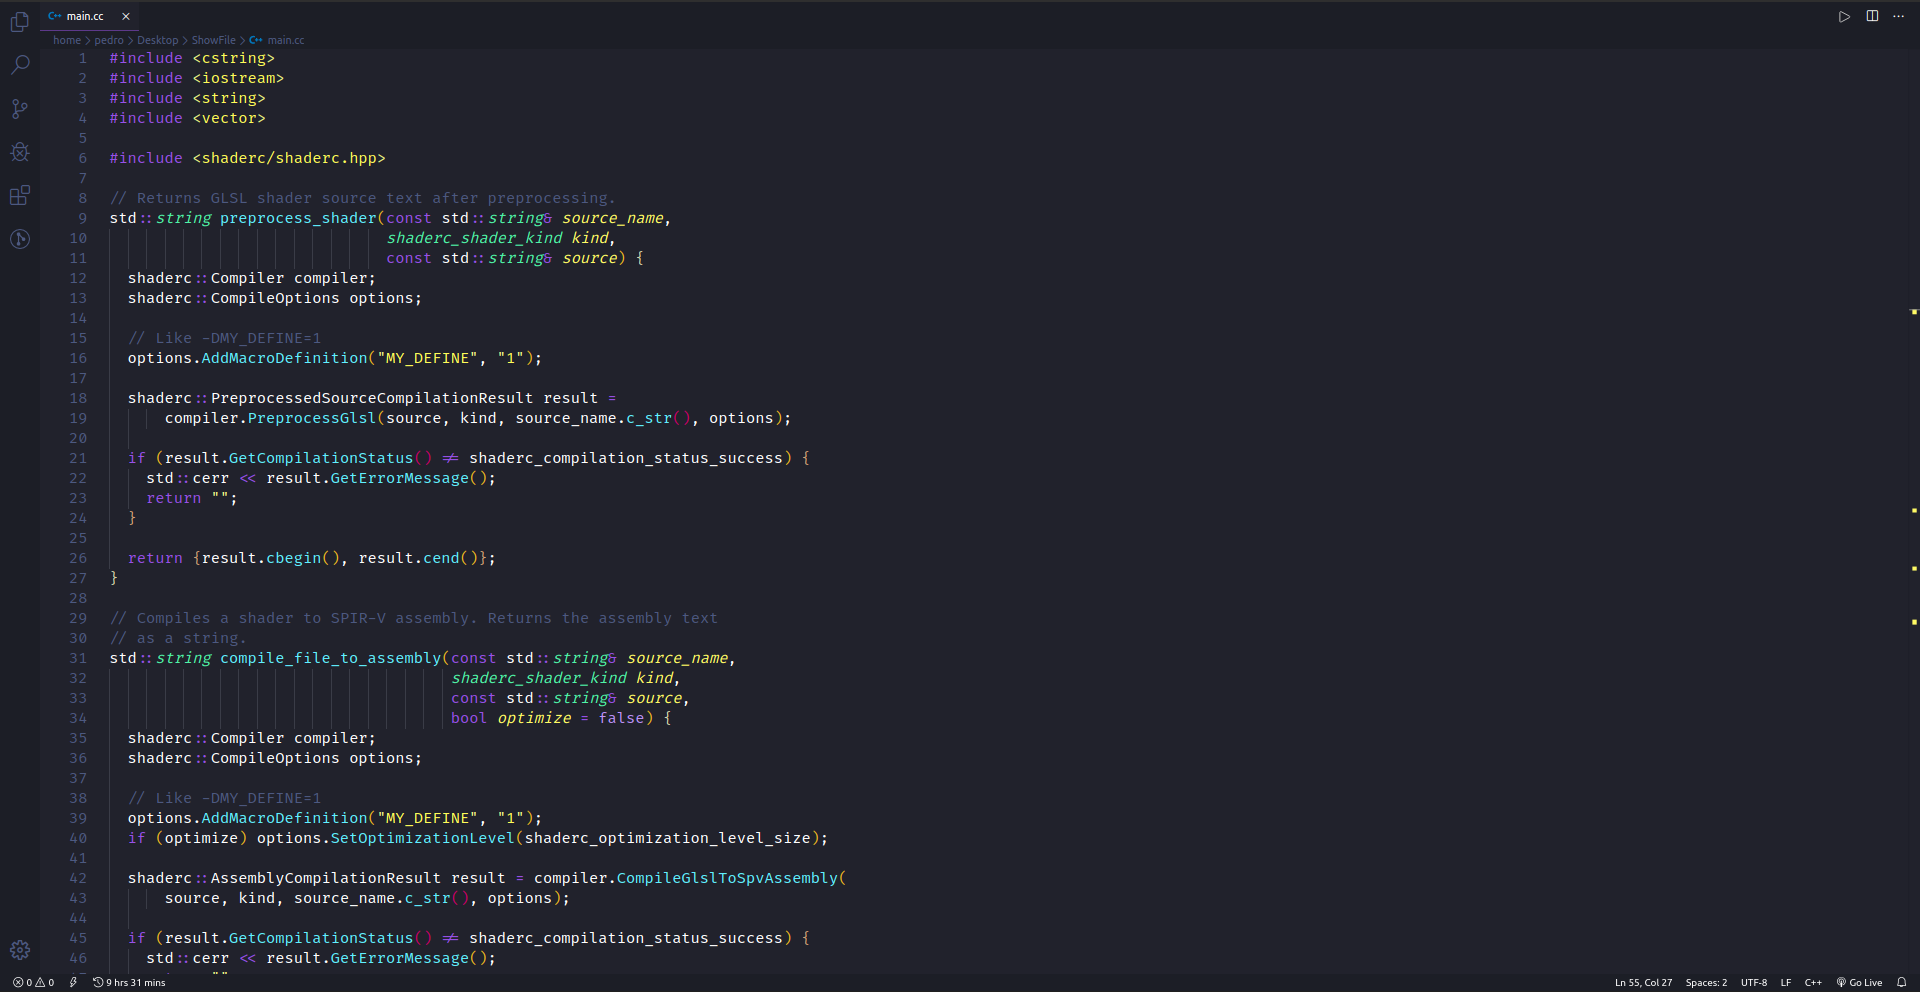 main.cc
home > pedro > Desktop > ShowFile > main.cc
1 #include <cstring>
2 #include <iostream>
3 #include <string>
4 #include <vector>
5
6 #include <shaderc/shaderc.hpp>
7
8 // Returns GLSL shader source text after preprocessing.
9 std::string preprocess_shader(const std::string& source_name,
10 shaderc_shader_kind kind,
11 const std::string& source) {
12 shaderc::Compiler compiler;
13 shaderc::CompileOptions options;
14
15 // Like -DMY_DEFINE=1
16 options.AddMacroDefinition("MY_DEFINE", "1");
17
18 shaderc::PreprocessedSourceCompilationResult result =
19 compiler.PreprocessGlsl(source, kind, source_name.c_str(), options);
20
21 if (result.GetCompilationStatus() != shaderc_compilation_status_success) {
22 std::cerr << result.GetErrorMessage();
23 return "";
24 }
25
26 return {result.cbegin(), result.cend()};
27 }
28
29 // Compiles a shader to SPIR-V assembly. Returns the assembly text
30 // as a string.
31 std::string compile_file_to_assembly(const std::string& source_name,
32 shaderc_shader_kind kind,
33 const std::string& source,
34 bool optimize = false) {
35 shaderc::Compiler compiler;
36 shaderc::CompileOptions options;
37
38 // Like -DMY_DEFINE=1
39 options.AddMacroDefinition("MY_DEFINE", "1");
40 if (optimize) options.SetOptimizationLevel(shaderc_optimization_level_size);
41
42 shaderc::AssemblyCompilationResult result = compiler.CompileGlslToSpvAssembly(
43 source, kind, source_name.c_str(), options);
44
45 if (result.GetCompilationStatus() != shaderc_compilation_status_success) {
46 std::cerr << result.GetErrorMessage();
0 0 9 hrs 31 mins Ln 55, Col 27 Spaces: 2 UTF-8 LF C++ Go Live